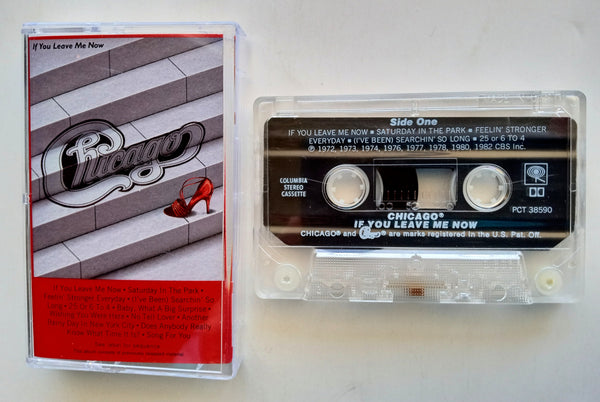 If You Leave Me Now
Chicago
If You Leave Me Now • Saturday In The Park •
Feelin' Stronger Everyday • (I've Been) Searchin' So
Long • 25 Or 6 To 4 • Baby, What A Big Surprise •
Wishing You Were Here • No Tell Lover • Another
Rainy Day In New York City • Does Anybody Really
Know What Time It Is? • Song For You
Side One
IF YOU LEAVE ME NOW ■ SATURDAY IN THE PARK ■ FEELIN' STRONGER
EVERYDAY ■ (I'VE BEEN) SEARCHIN' SO LONG ■ 25 or 6 TO 4
℗ 1972, 1973, 1974, 1976, 1977, 1978, 1980, 1982 CBS Inc.
COLUMBIA
STEREO
CASSETTE
PCT 38590
CHICAGO®
IF YOU LEAVE ME NOW
CHICAGO® and Chicago® are marks registered in the U.S. Pat. Off.